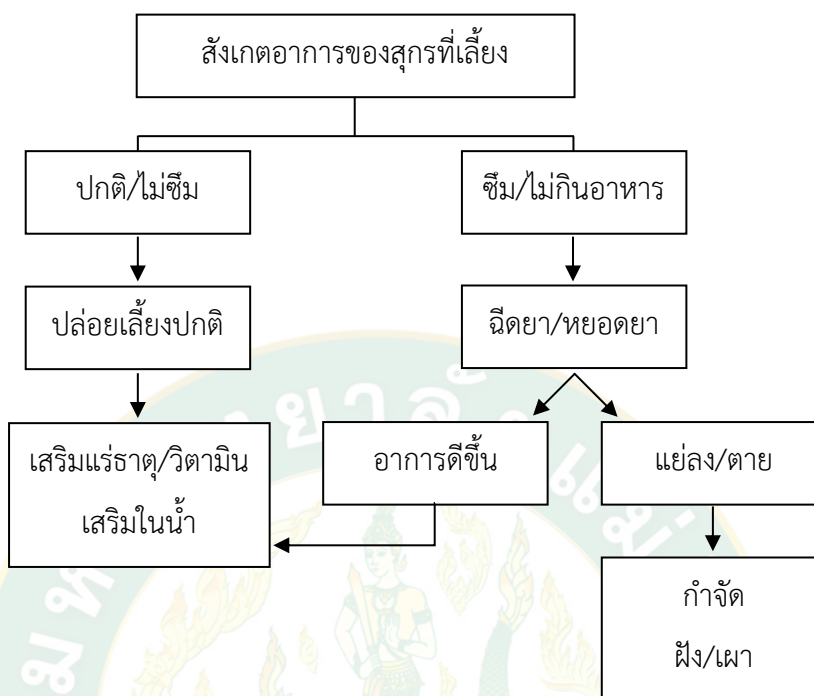 สังเกตอาการของสุกรที่เลี้ยง
ปกติ/ไม่ซึม
ซึม/ไม่กินอาหาร
ปล่อยเลี้ยงปกติ
ฉีดยา/หยอดยา
เสริมแร่ธาตุ/วิตามิน
เสริมในน้ำ
อาการดีขึ้น
แย่ลง/ตาย
กำจัด
ฝัง/เผา